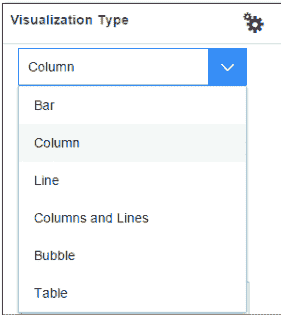 Visualization Type
Column
Bar
Column
Line
Columns and Lines
Bubble
Table